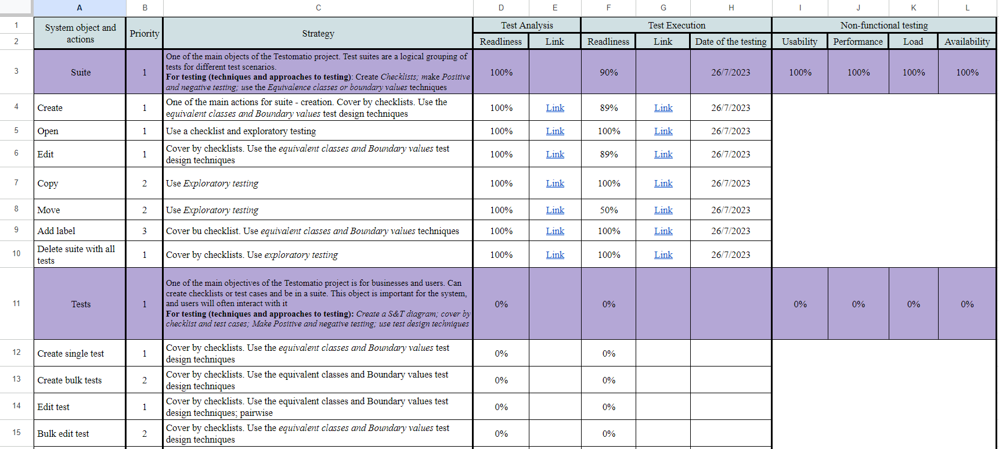 A B C D E F G H I J K L
1 System object and actions Priority Strategy Test Analysis Test Execution Non-functional testing
2 Readliness Link Readliness Link Date of the testing Usability Performance Load Availability
3 Suite 1 One of the main objects of the Testomatio project. Test suites are a logical grouping of
tests for different test scenarios.
For testing (techniques and approaches to testing): Create Checklists; make Positive
and negative testing; use the Equivalence classes or boundary values techniques
100% 90% 26/7/2023 100% 100% 100% 100%
4 Create 1 One of the main actions for suite - creation. Cover by checklists. Use the
equivalent classes and Boundary values test design techniques
100% Link 89% Link 26/7/2023
5 Open 1 Use a checklist and exploratory testing 100% Link 100% Link 26/7/2023
6 Edit 1 Cover by checklists. Use the equivalent classes and Boundary values test
design techniques
100% Link 89% Link 26/7/2023
7 Copy 2 Use Exploratory testing 100% Link 100% Link 26/7/2023
8 Move 2 Use Exploratory testing 100% Link 50% Link 26/7/2023
9 Add label 3 Cover bu checklist. Use equivalent classes and Boundary values techniques 100% Link 100% Link 26/7/2023
10 Delete suite with all
tests
1 Cover by checklists. Use exploratory testing 100% Link 100% Link 26/7/2023
11 Tests 1 One of the main objectives of the Testomatio project is for businesses and users. Can
create checklists or test cases and be in a suite. This object is important for the system,
and users will often interact with it
For testing (techniques and approaches to testing): Create a S&T diagram; cover by
checklist and test cases; Make Positive and negative testing; use test design techniques
0% 0% 0% 0% 0% 0%
12 Create single test 1 Cover by checklists. Use the equivalent classes and Boundary values test
design techniques
0% 0%
13 Create bulk tests 2 Cover by checklists. Use the equivalent classes and Boundary values test
design techniques
0% 0%
14 Edit test 1 Cover by checklists. Use the equivalent classes and Boundary values test
design techniques; pairwise
0% 0%
15 Bulk edit test 2 Cover by checklists. Use the equivalent classes and Boundary values test
design techniques
0% 0%